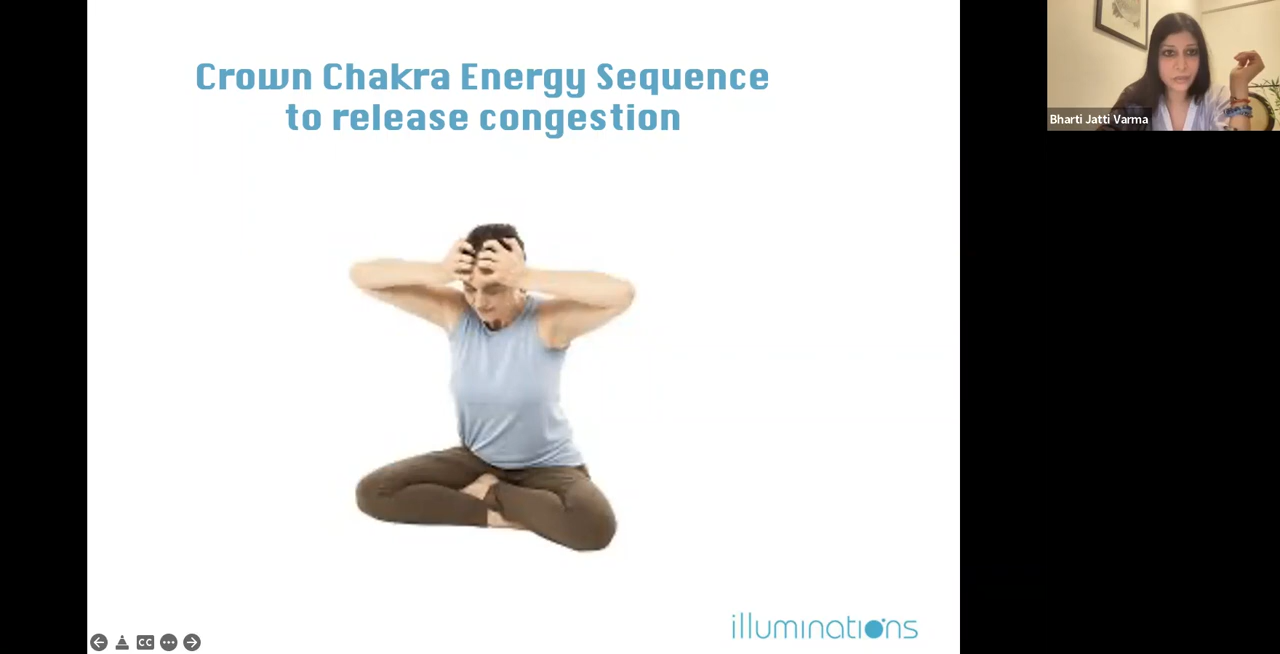 Crown Chakra Energy Sequence
to release congestion
Bharti Jatti Varma
CC
illuminations